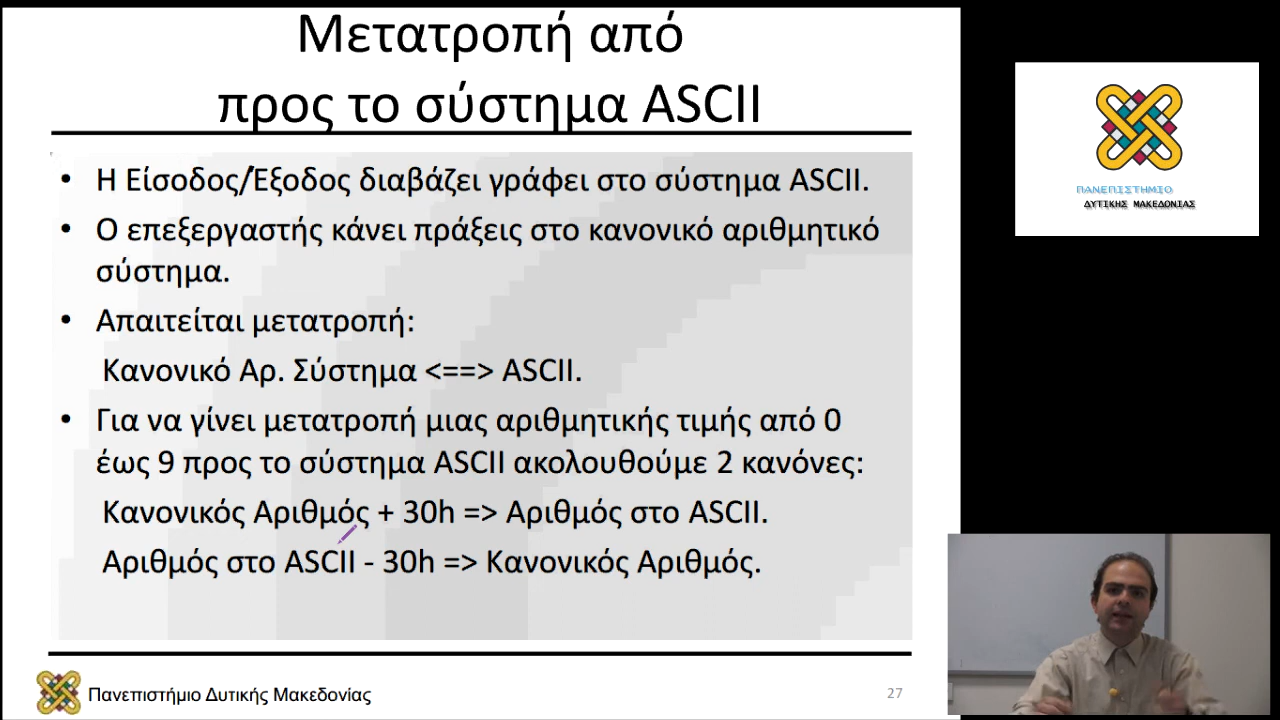 Μετατροπή από
προς το σύστημα ASCII
• Η Είσοδος/Έξοδος διαβάζει γράφει στο σύστημα ASCII.
• Ο επεξεργαστής κάνει πράξεις στο κανονικό αριθμητικό
σύστημα.
• Απαιτείται μετατροπή:
Κανονικό Αρ. Σύστημα <==> ASCII.
• Για να γίνει μετατροπή μιας αριθμητικής τιμής από 0
έως 9 προς το σύστημα ASCII ακολουθούμε 2 κανόνες:
Κανονικός Αριθμός + 30h => Αριθμός στο ASCII.
Αριθμός στο ASCII - 30h => Κανονικός Αριθμός.
Πανεπιστήμιο Δυτικής Μακεδονίας
27
ΠΑΝΕΠΙΣΤΗΜΙΟ
ΔΥΤΙΚΗΣ ΜΑΚΕΔΟΝΙΑΣ